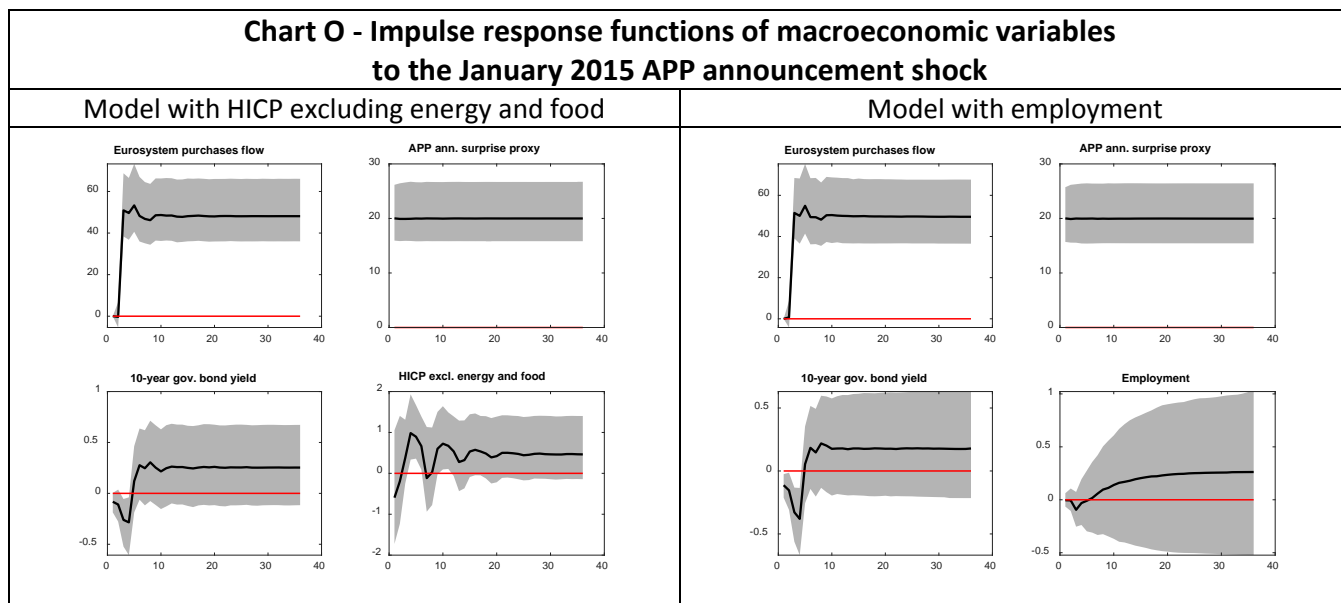 Chart O - Impulse response functions of macroeconomic variables
to the January 2015 APP announcement shock
Model with HICP excluding energy and food
Model with employment
Eurosystem purchases flow
60
40
20
0
0 10 20 30 40
APP ann. surprise proxy
30
20
10
0
0 10 20 30 40
10-year gov. bond yield
1
0.5
0
-0.5
0 10 20 30 40
HICP excl. energy and food
2
1
0
-1
-2
0 10 20 30 40
Eurosystem purchases flow
60
40
20
0
0 10 20 30 40
APP ann. surprise proxy
30
20
10
0
0 10 20 30 40
10-year gov. bond yield
0.5
0
-0.5
0 10 20 30 40
Employment
1
0.5
0
-0.5
0 10 20 30 40